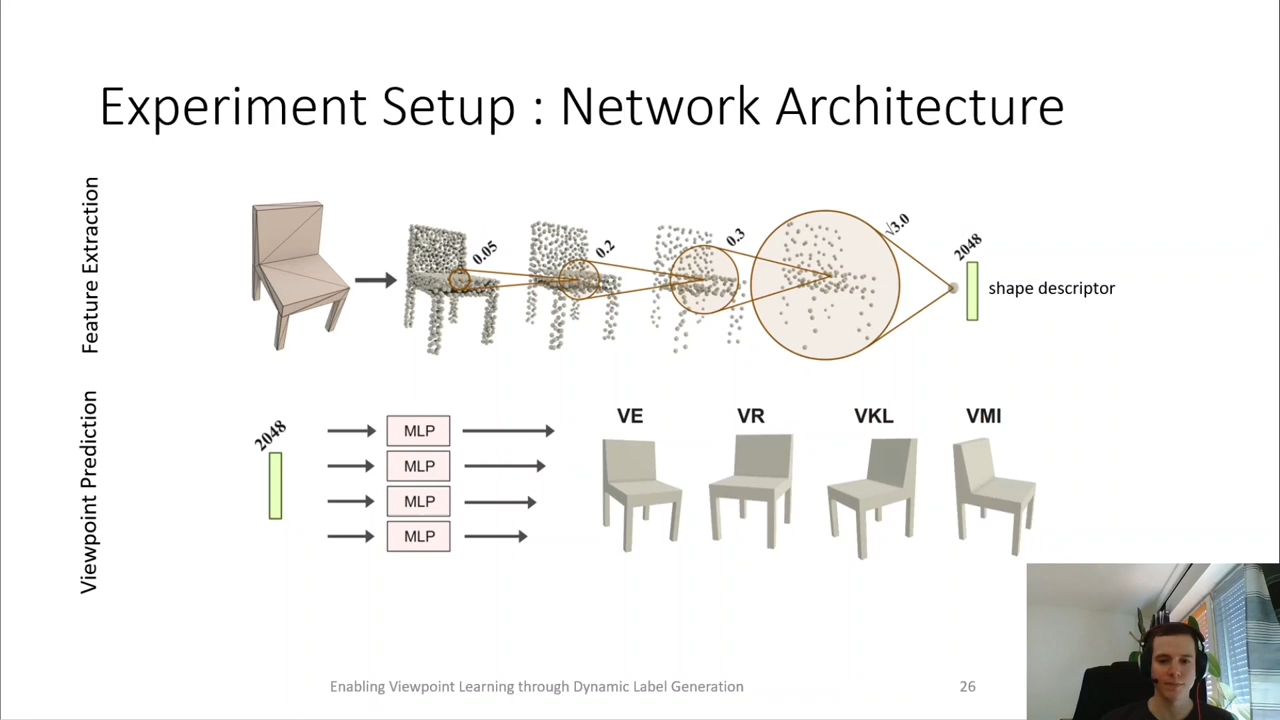 Experiment Setup : Network Architecture
Feature Extraction
0.05
0.2
0.3
√3.0
2048
shape descriptor
Viewpoint Prediction
2048
MLP
MLP
MLP
MLP
VE VR VKL VMI
Enabling Viewpoint Learning through Dynamic Label Generation 26